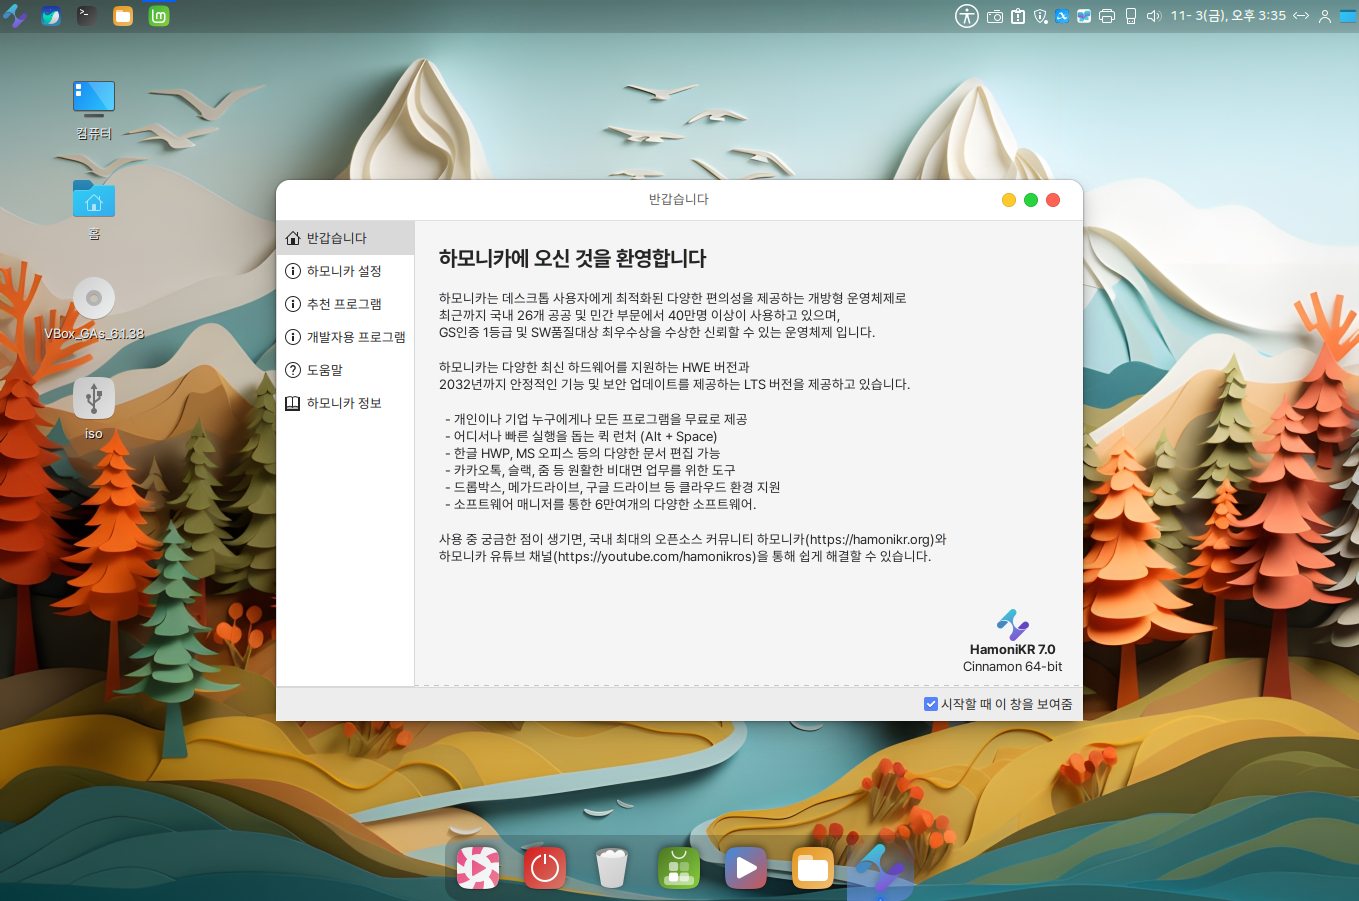 11- 3(금), 오후 3:35
컴퓨터
홈
VBox_GAs_6.1.38
iso
반갑습니다
반갑습니다
하모니카 설정
추천 프로그램
개발자용 프로그램
도움말
하모니카 정보
하모니카에 오신 것을 환영합니다
하모니카는 데스크톱 사용자에게 최적화된 다양한 편의성을 제공하는 개방형 운영체제로
최근까지 국내 26개 공공 및 민간 부문에서 40만명 이상이 사용하고 있으며,
GS인증 1등급 및 SW품질대상 최우수상을 수상한 신뢰할 수 있는 운영체제 입니다.
하모니카는 다양한 최신 하드웨어를 지원하는 HWE 버전과
2032년까지 안정적인 기능 및 보안 업데이트를 제공하는 LTS 버전을 제공하고 있습니다.
- 개인이나 기업 누구에게나 모든 프로그램을 무료로 제공
- 어디서나 빠른 실행을 돕는 퀵 런처 (Alt + Space)
- 한글 HWP, MS 오피스 등의 다양한 문서 편집 가능
- 카카오톡, 슬랙, 줌 등 원활한 비대면 업무를 위한 도구
- 드롭박스, 메가드라이브, 구글 드라이브 등 클라우드 환경 지원
- 소프트웨어 매니저를 통한 6만여개의 다양한 소프트웨어.
사용 중 궁금한 점이 생기면, 국내 최대의 오픈소스 커뮤니티 하모니카(https://hamonikr.org)와
하모니카 유튜브 채널(https://youtube.com/hamonikros)을 통해 쉽게 해결할 수 있습니다.
HamoniKR 7.0
Cinnamon 64-bit
시작할 때 이 창을 보여줌